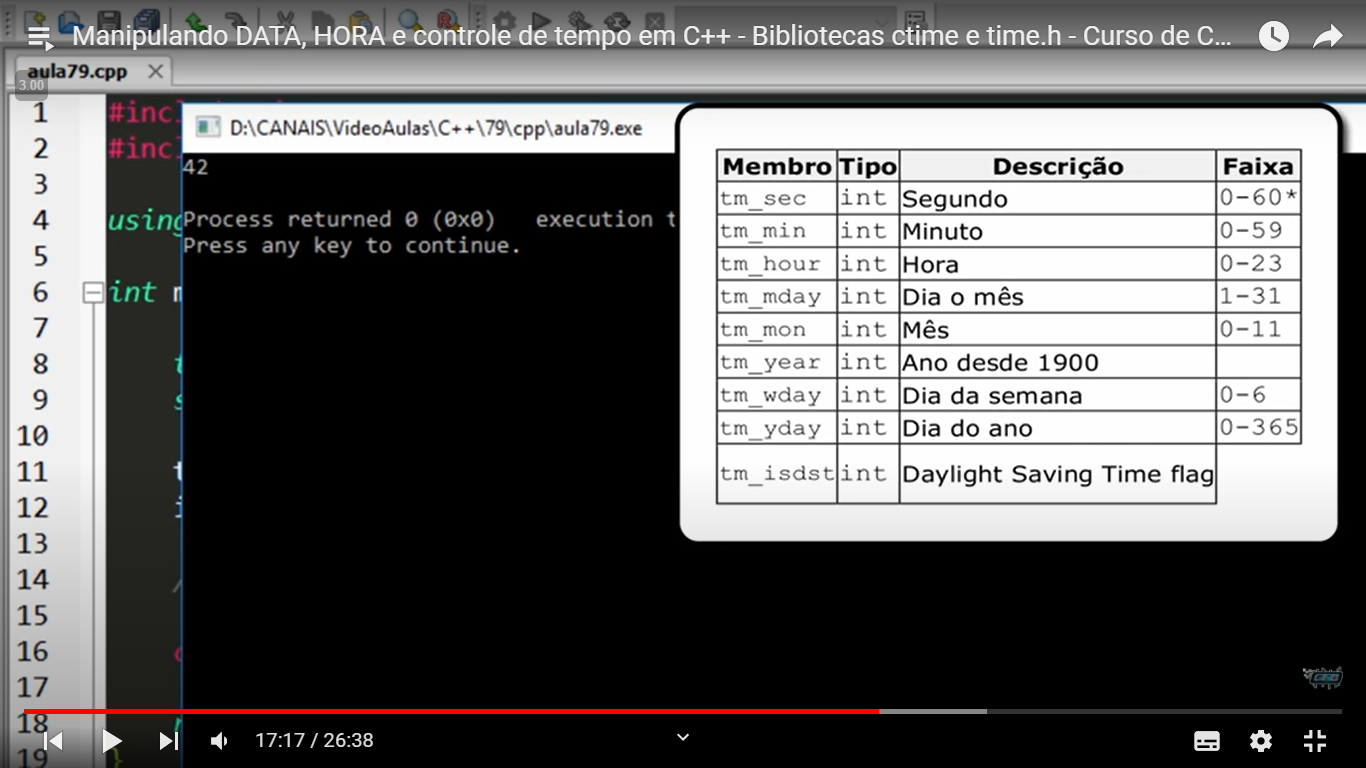 Manipulando DATA, HORA e controle de tempo em C++ - Bibliotecas ctime e time.h - Curso de C...
aula79.cpp
3.00
D:\CANAIS\VideoAulas\C++\79\cpp\aula79.exe
1 #incl
2 #incl
3
4 using
5
6 int m
7
8 t
9 s
10
11 t
12 i
13
14 /
15
16 c
17
18 r
19 }
42
Process returned 0 (0x0) execution t
Press any key to continue.
Membro Tipo Descrição Faixa
tm_sec int Segundo 0-60*
tm_min int Minuto 0-59
tm_hour int Hora 0-23
tm_mday int Dia o mês 1-31
tm_mon int Mês 0-11
tm_year int Ano desde 1900
tm_wday int Dia da semana 0-6
tm_yday int Dia do ano 0-365
tm_isdst int Daylight Saving Time flag
17:17 / 26:38